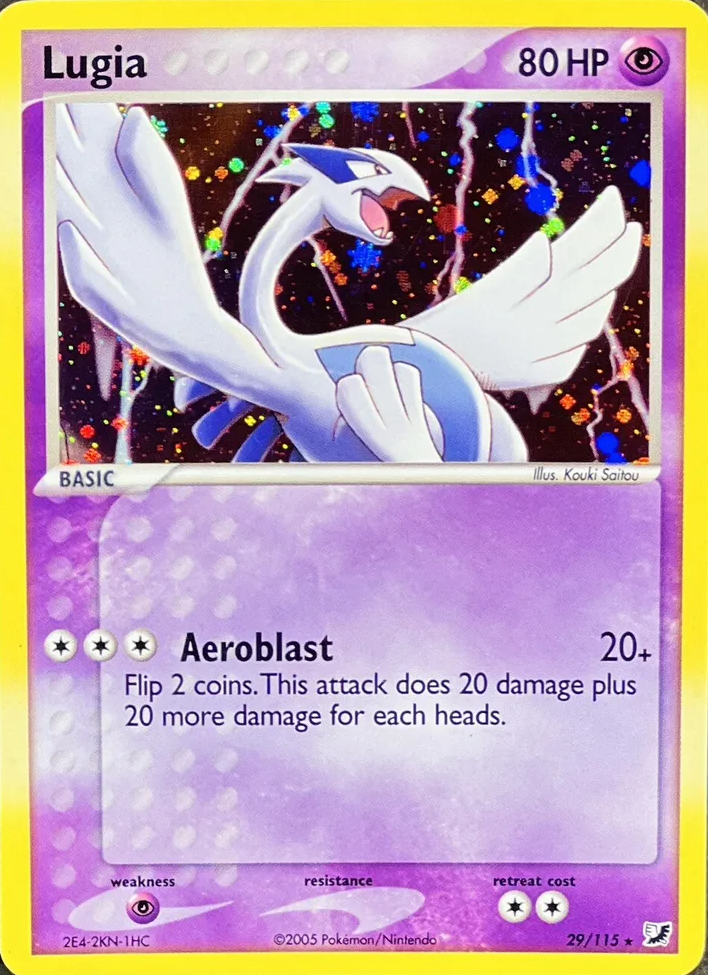 Lugia 80 HP
BASIC Illus. Kouki Saitou
Aeroblast 20+
Flip 2 coins. This attack does 20 damage plus
20 more damage for each heads.
weakness resistance retreat cost
2E4-2KN-1HC ©2005 Pokémon/Nintendo 29/115 ★